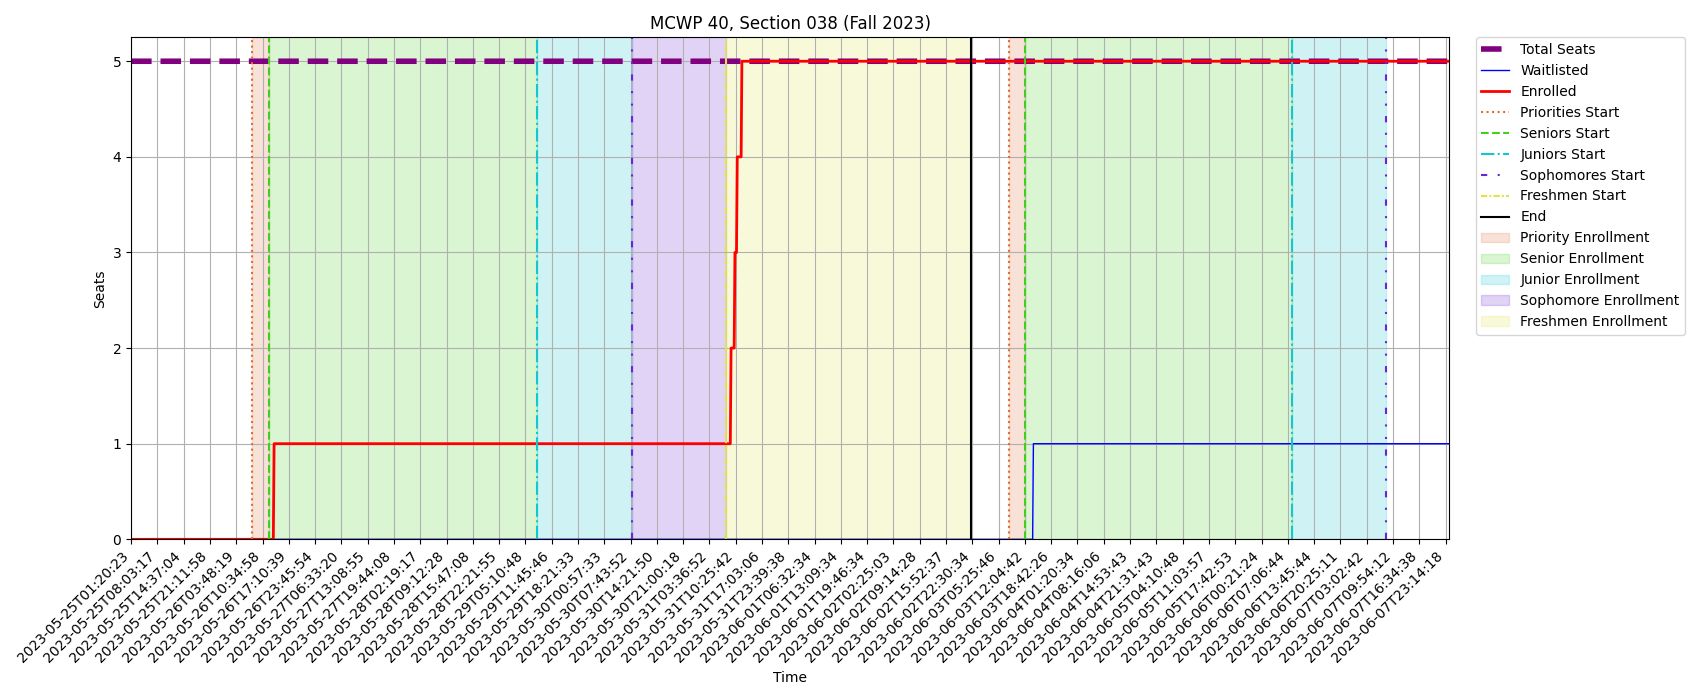 MCWP 40, Section 038 (Fall 2023)
Seats
5
4
3
2
1
0
2023-05-25T01:20:23
2023-05-25T08:03:17
2023-05-25T14:37:04
2023-05-25T21:11:58
2023-05-26T03:48:19
2023-05-26T10:34:58
2023-05-26T17:10:39
2023-05-26T23:45:54
2023-05-27T06:33:20
2023-05-27T13:08:55
2023-05-27T19:44:08
2023-05-28T02:19:17
2023-05-28T09:12:28
2023-05-28T15:47:08
2023-05-28T22:21:55
2023-05-29T05:10:48
2023-05-29T11:45:46
2023-05-29T18:21:33
2023-05-30T00:57:33
2023-05-30T07:43:52
2023-05-30T14:21:50
2023-05-30T21:00:18
2023-05-31T03:36:52
2023-05-31T10:25:42
2023-05-31T17:03:06
2023-05-31T23:39:38
2023-06-01T06:32:34
2023-06-01T13:09:34
2023-06-01T19:46:34
2023-06-02T02:25:03
2023-06-02T09:14:28
2023-06-02T15:52:37
2023-06-02T22:30:34
2023-06-03T05:25:46
2023-06-03T12:04:42
2023-06-03T18:42:26
2023-06-04T01:20:34
2023-06-04T08:16:06
2023-06-04T14:53:43
2023-06-04T21:31:43
2023-06-05T04:10:48
2023-06-05T11:03:57
2023-06-05T17:42:53
2023-06-06T00:21:24
2023-06-06T07:06:44
2023-06-06T13:45:44
2023-06-06T20:25:11
2023-06-07T03:02:42
2023-06-07T09:54:12
2023-06-07T16:34:38
2023-06-07T23:14:18
Time
Total Seats
Waitlisted
Enrolled
Priorities Start
Seniors Start
Juniors Start
Sophomores Start
Freshmen Start
End
Priority Enrollment
Senior Enrollment
Junior Enrollment
Sophomore Enrollment
Freshmen Enrollment